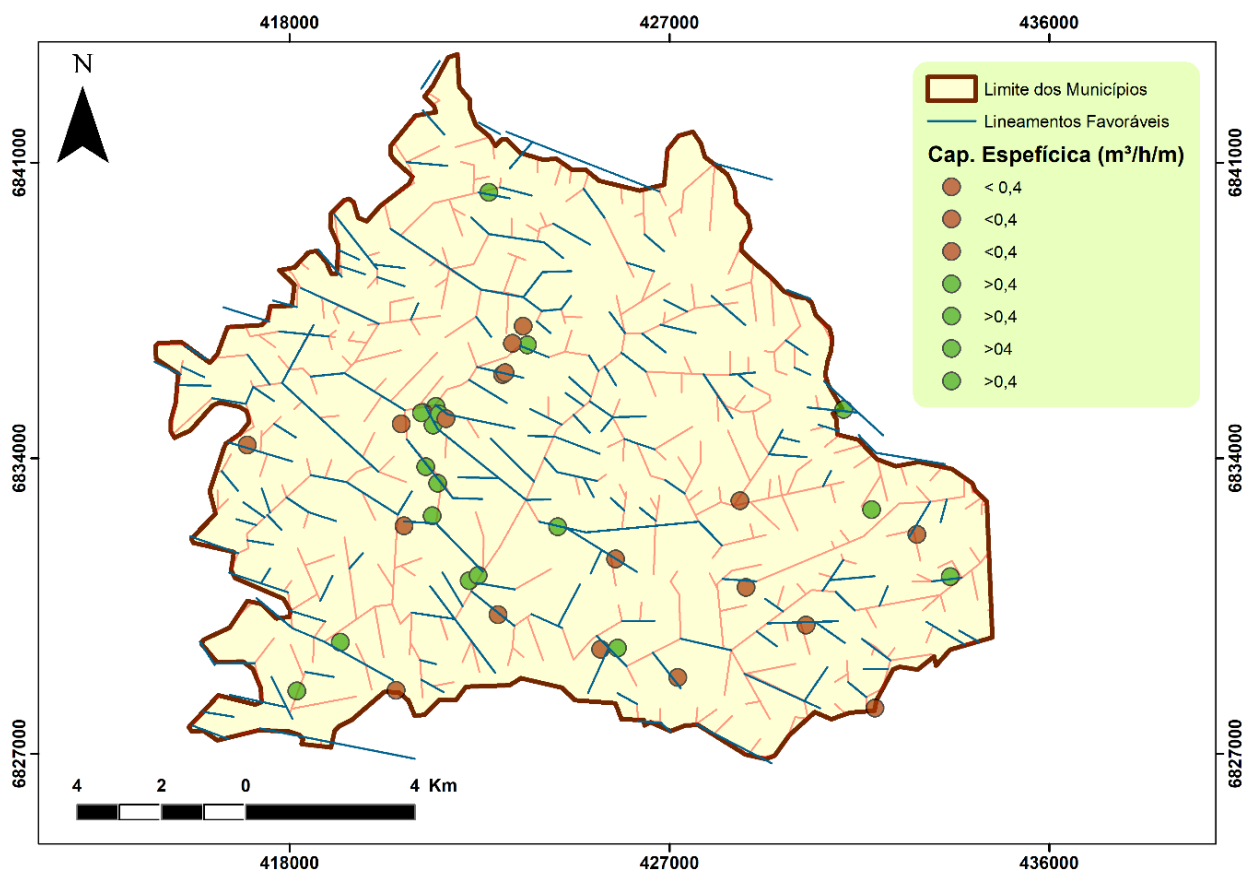 418000 427000 436000
N
Limite dos Municípios
Lineamentos Favoráveis
Cap. Espefícica (m³/h/m)
< 0,4
<0,4
<0,4
>0,4
>0,4
>04
>0,4
6841000 6841000
6834000 6834000
6827000 6827000
4 2 0 4 Km
418000 427000 436000